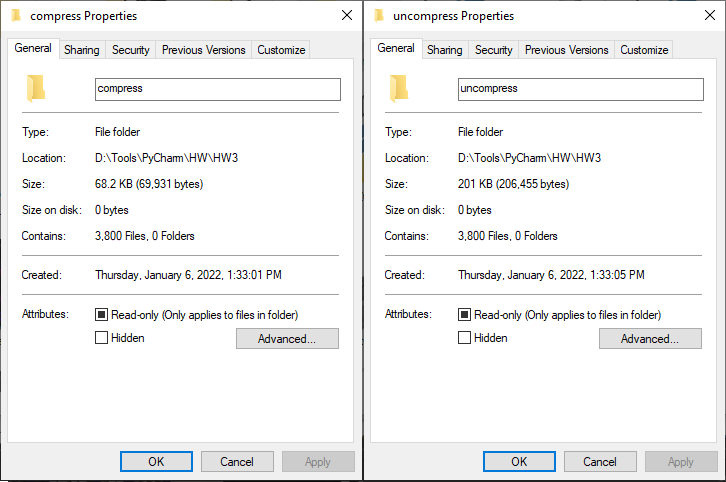 compress Properties
General Sharing Security Previous Versions Customize
compress
Type: File folder
Location: D:\Tools\PyCharm\HW\HW3
Size: 68.2 KB (69,931 bytes)
Size on disk: 0 bytes
Contains: 3,800 Files, 0 Folders
Created: Thursday, January 6, 2022, 1:33:01 PM
Attributes: Read-only (Only applies to files in folder)
Hidden Advanced...
OK Cancel Apply
uncompress Properties
General Sharing Security Previous Versions Customize
uncompress
Type: File folder
Location: D:\Tools\PyCharm\HW\HW3
Size: 201 KB (206,455 bytes)
Size on disk: 0 bytes
Contains: 3,800 Files, 0 Folders
Created: Thursday, January 6, 2022, 1:33:05 PM
Attributes: Read-only (Only applies to files in folder)
Hidden Advanced...
OK Cancel Apply